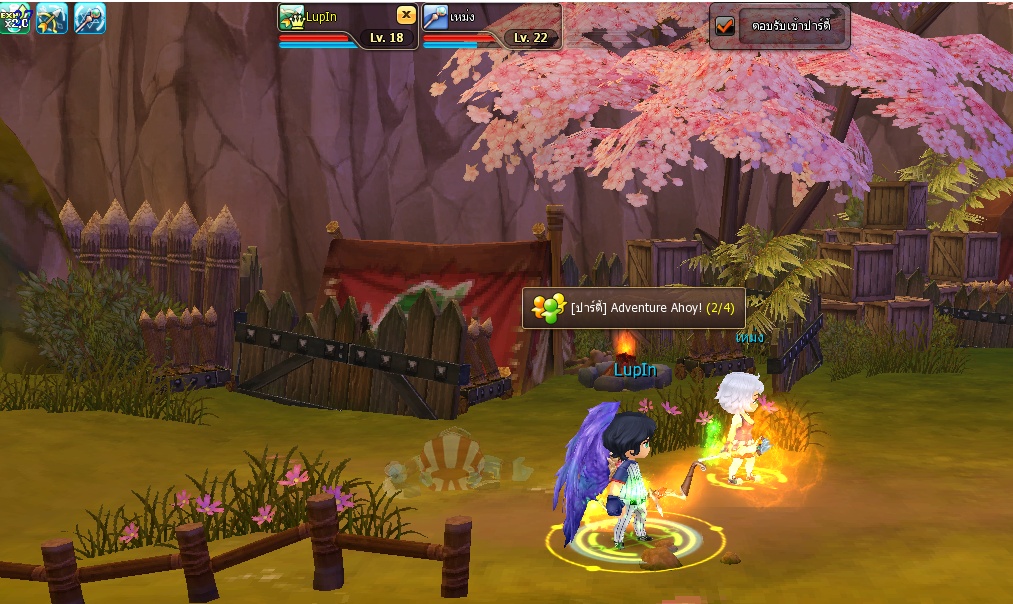 EXP
x2.0
LupIn
เหม่ง
ตอบรับเข้าปาร์ตี้
Lv. 18
Lv. 22
[ปาร์ตี้] Adventure Ahoy! (2/4)
เหม่ง
LupIn